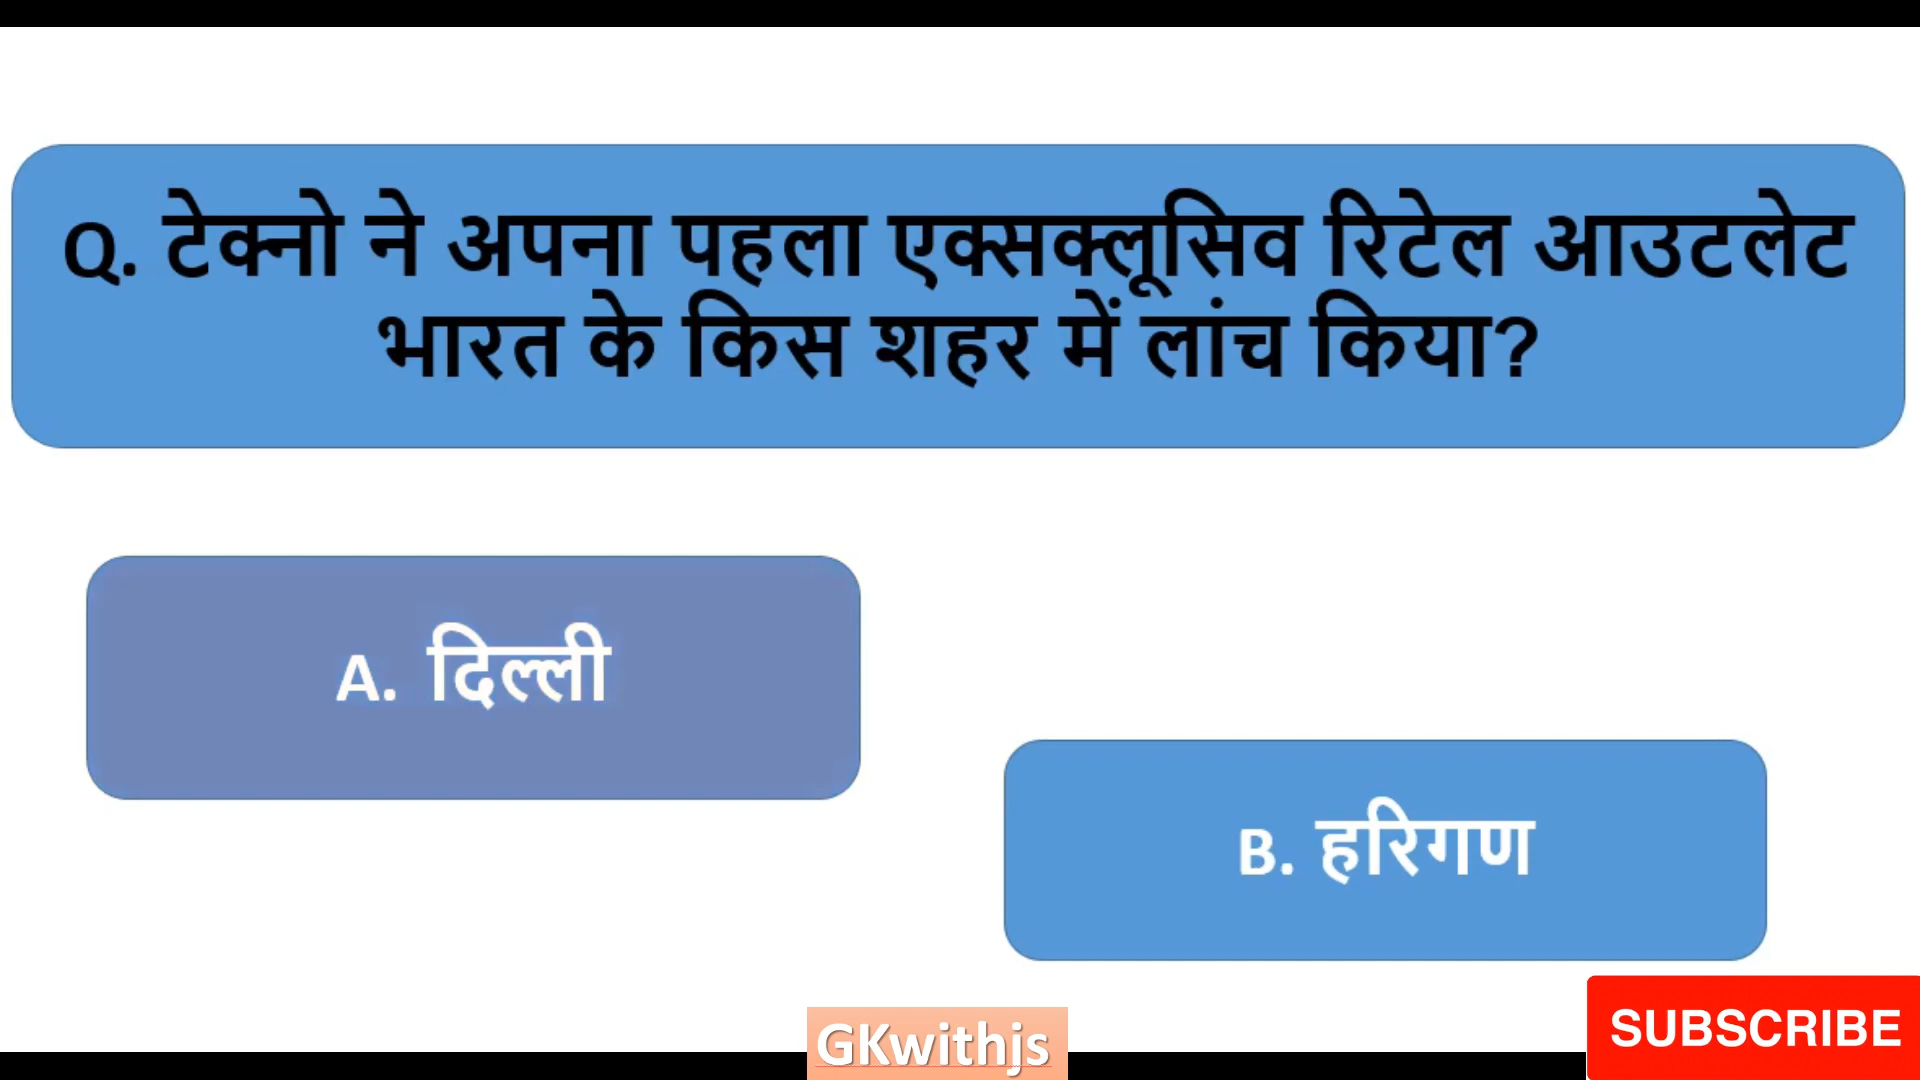 Q. टेक्नो ने अपना पहला एक्सक्लूसिव रिटेल आउटलेट
भारत के किस शहर में लांच किया?
A. दिल्ली
B. हरिगण
GKwithjs
SUBSCRIBE